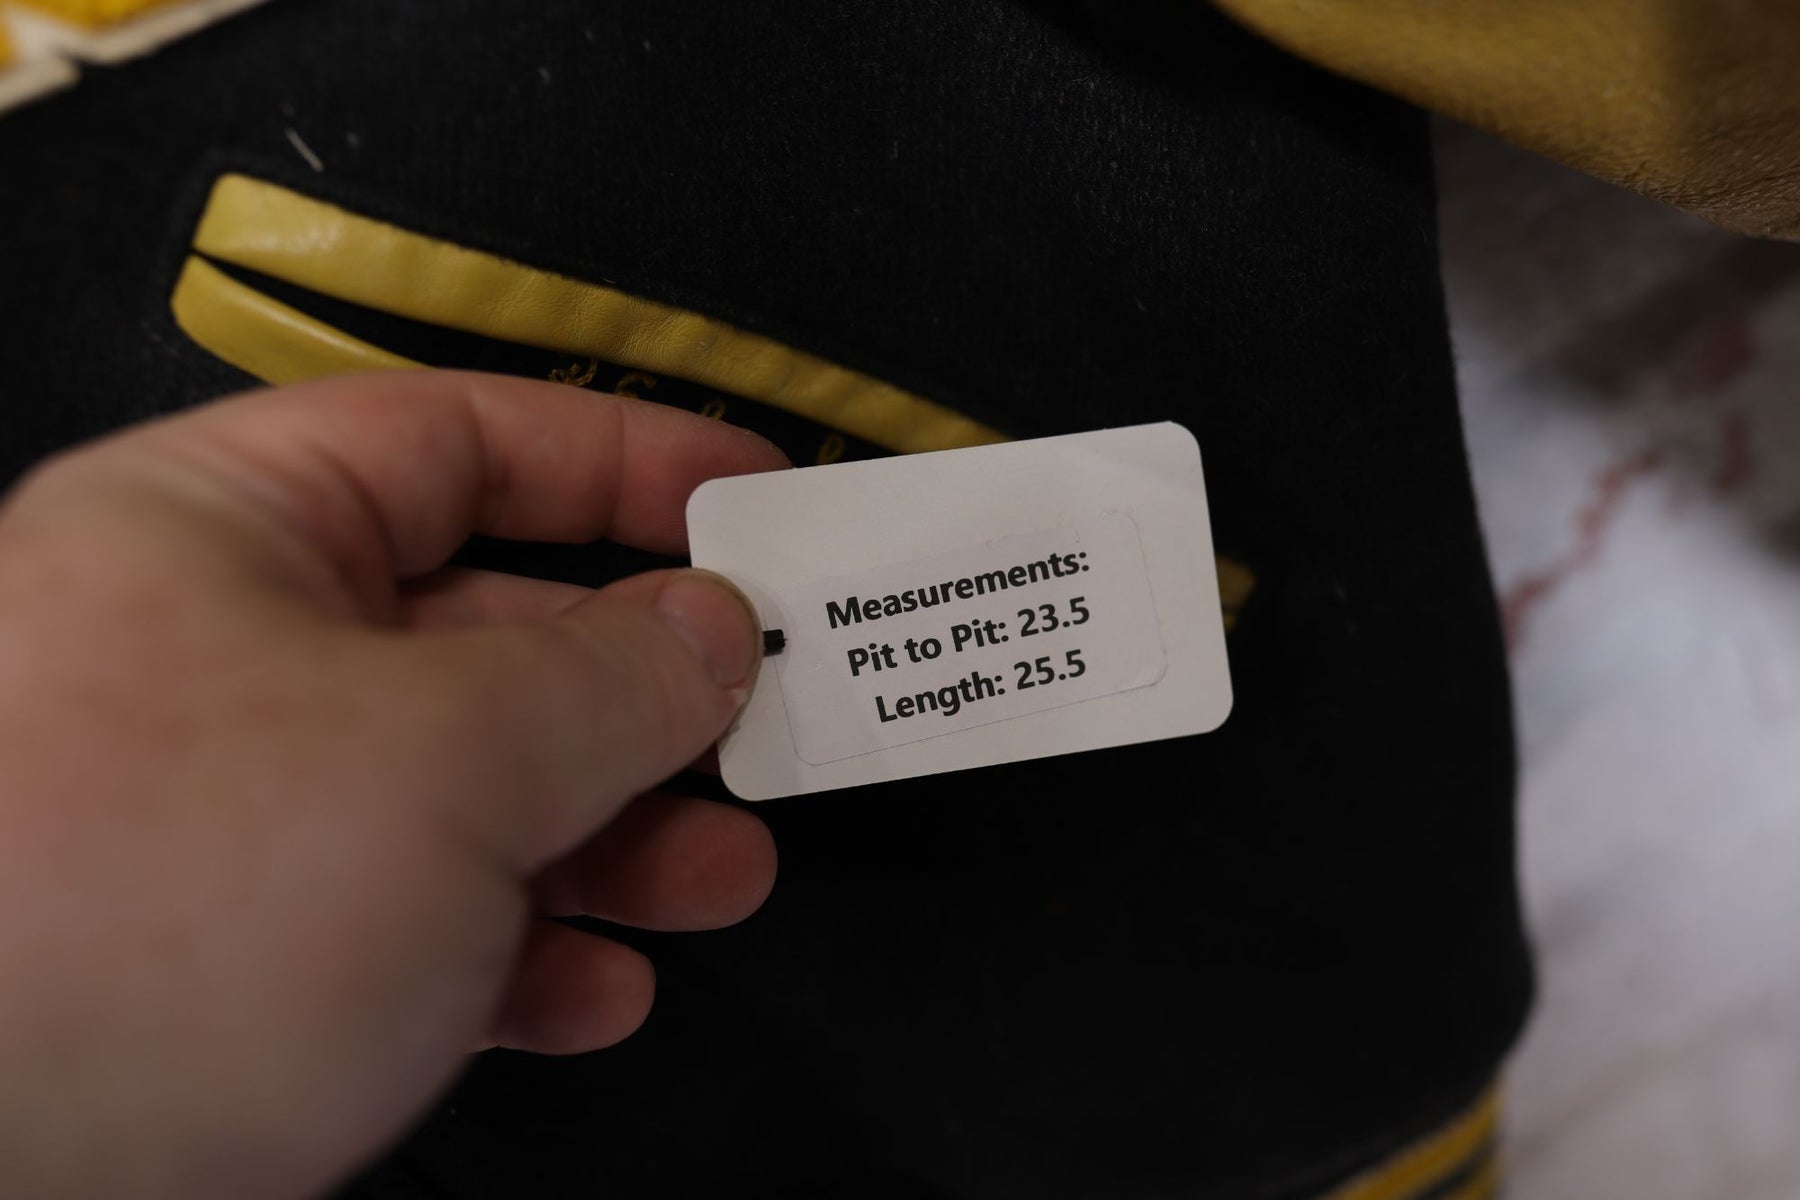 Measurements:
Pit to Pit: 23.5
Length: 25.5